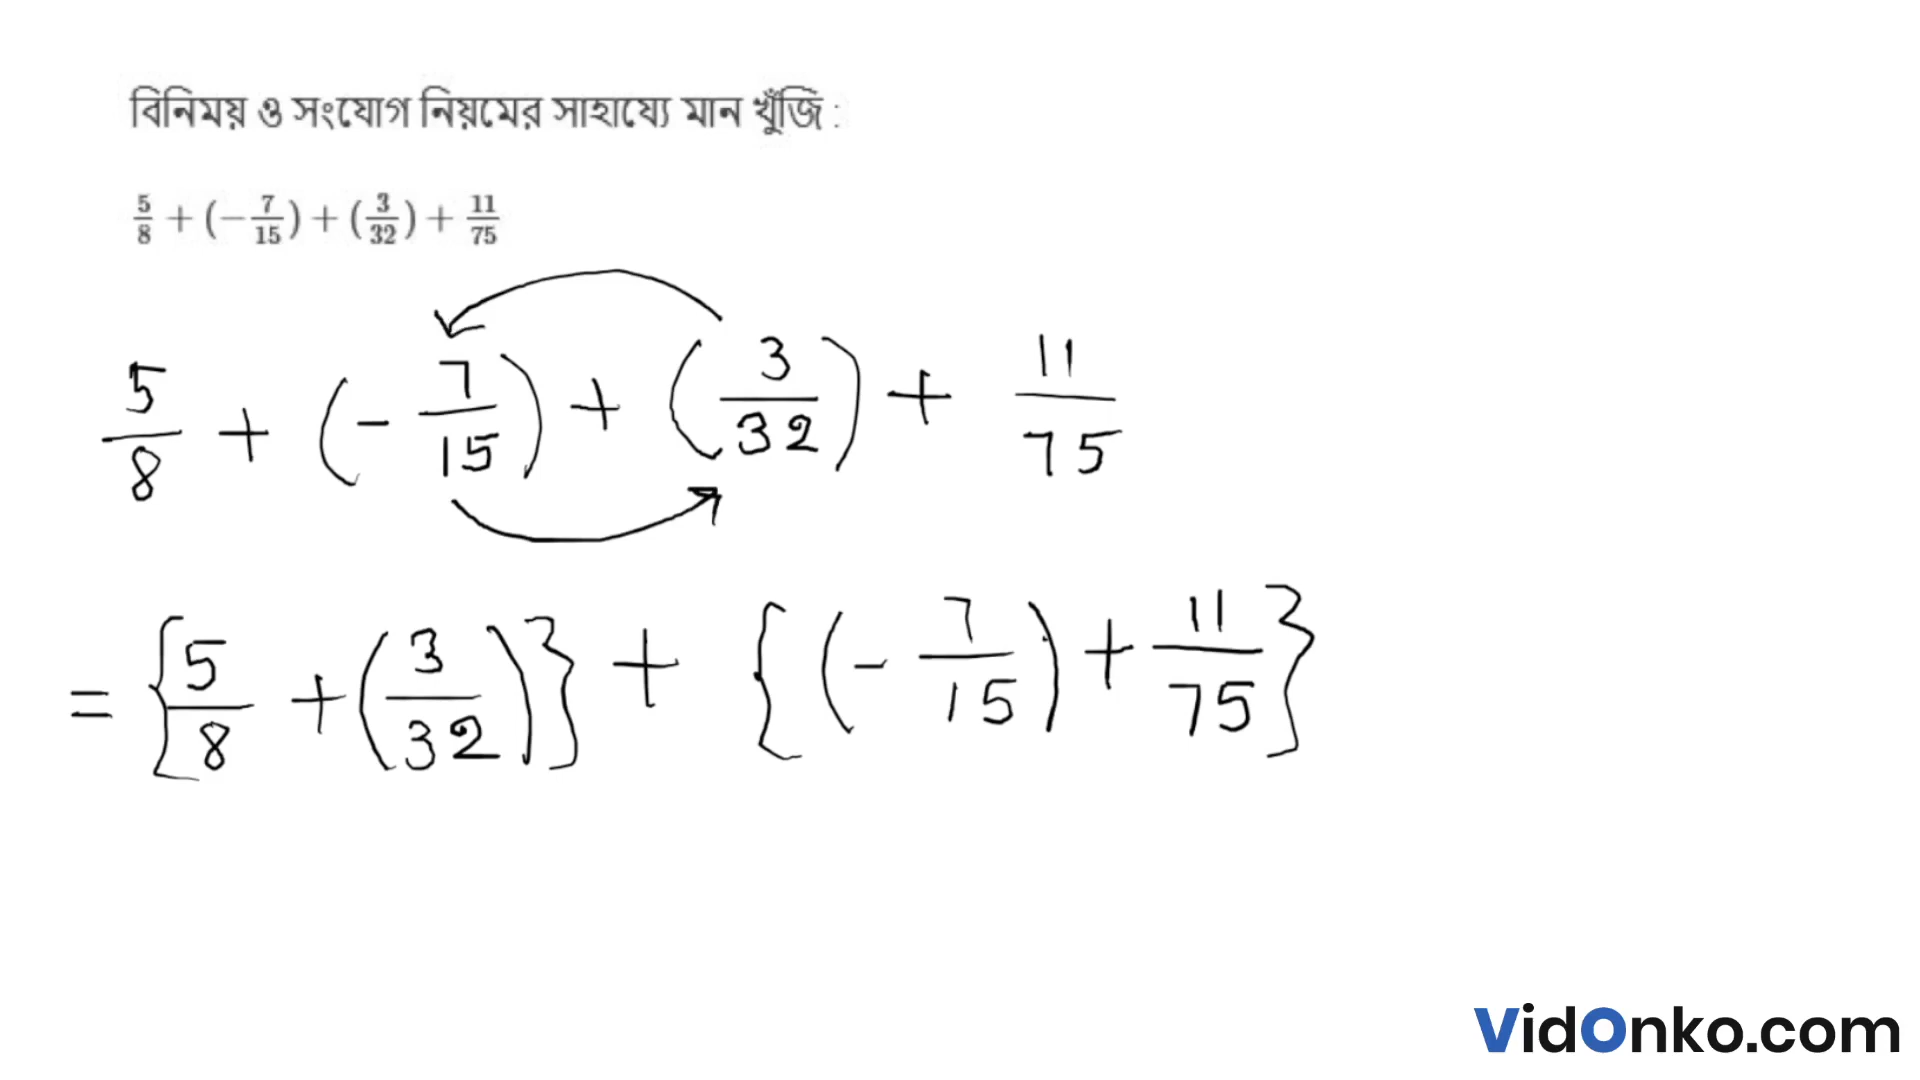 বিনিময় ও সংযোগ নিয়মের সাহায্যে মান খুঁজি :
5/8 + (-7/15) + (3/32) + 11/75
5/8 + (-7/15) + (3/32) + 11/75
= {5/8 + (3/32)} + {(-7/15) + 11/75}
VidOnko.com